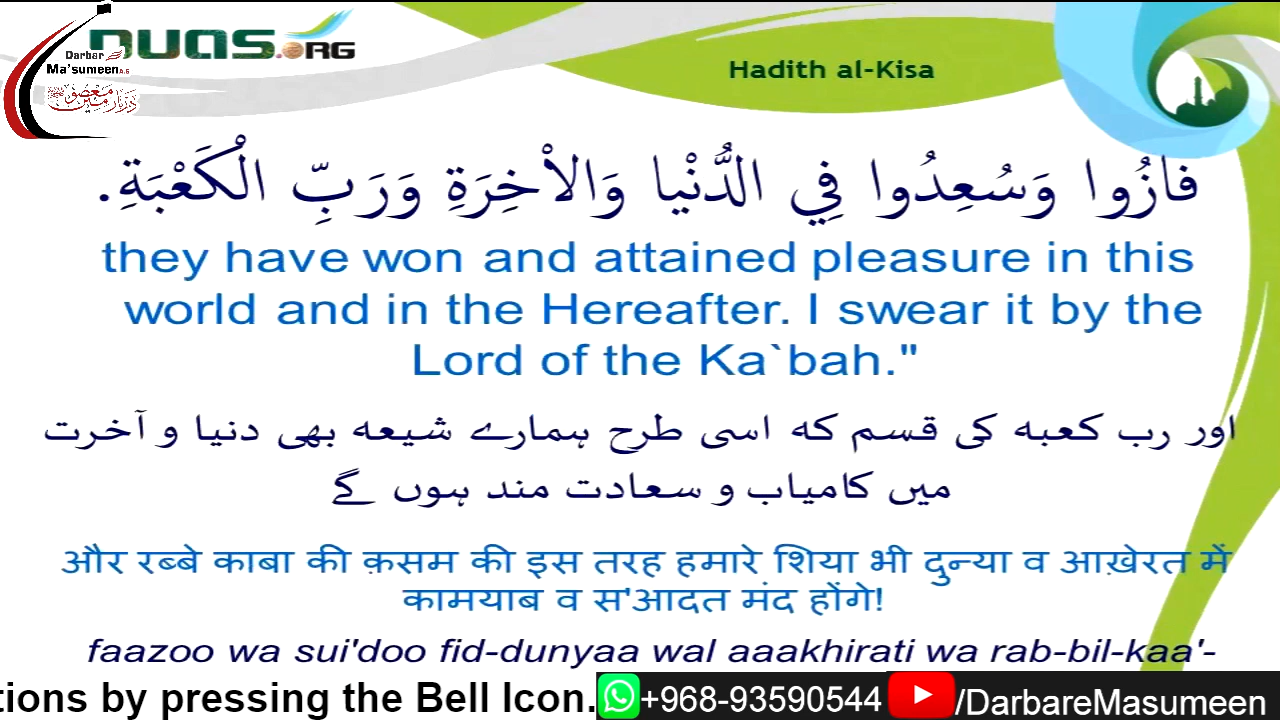 DUAS.ORG
Darbar
Ma'sumeen A.S
Hadith al-Kisa
فَازُوا وَسُعِدُوا فِي الدُّنْيا وَالاْخِرَةِ وَرَبِّ الْكَعْبَةِ.
they have won and attained pleasure in this
world and in the Hereafter. I swear it by the
Lord of the Ka`bah."
اور رب کعبہ کی قسم کہ اسی طرح ہمارے شیعہ بھی دنیا و آخرت
میں کامیاب و سعادت مند ہوں گے
और रब्बे काबा की क़सम की इस तरह हमारे शिया भी दुन्या व आख़ेरत में
कामयाब व स'आदत मंद होंगे!
faazoo wa sui'doo fid-dunyaa wal aaakhirati wa rab-bil-kaa'-
tions by pressing the Bell Icon. +968-93590544 /DarbareMasumeen